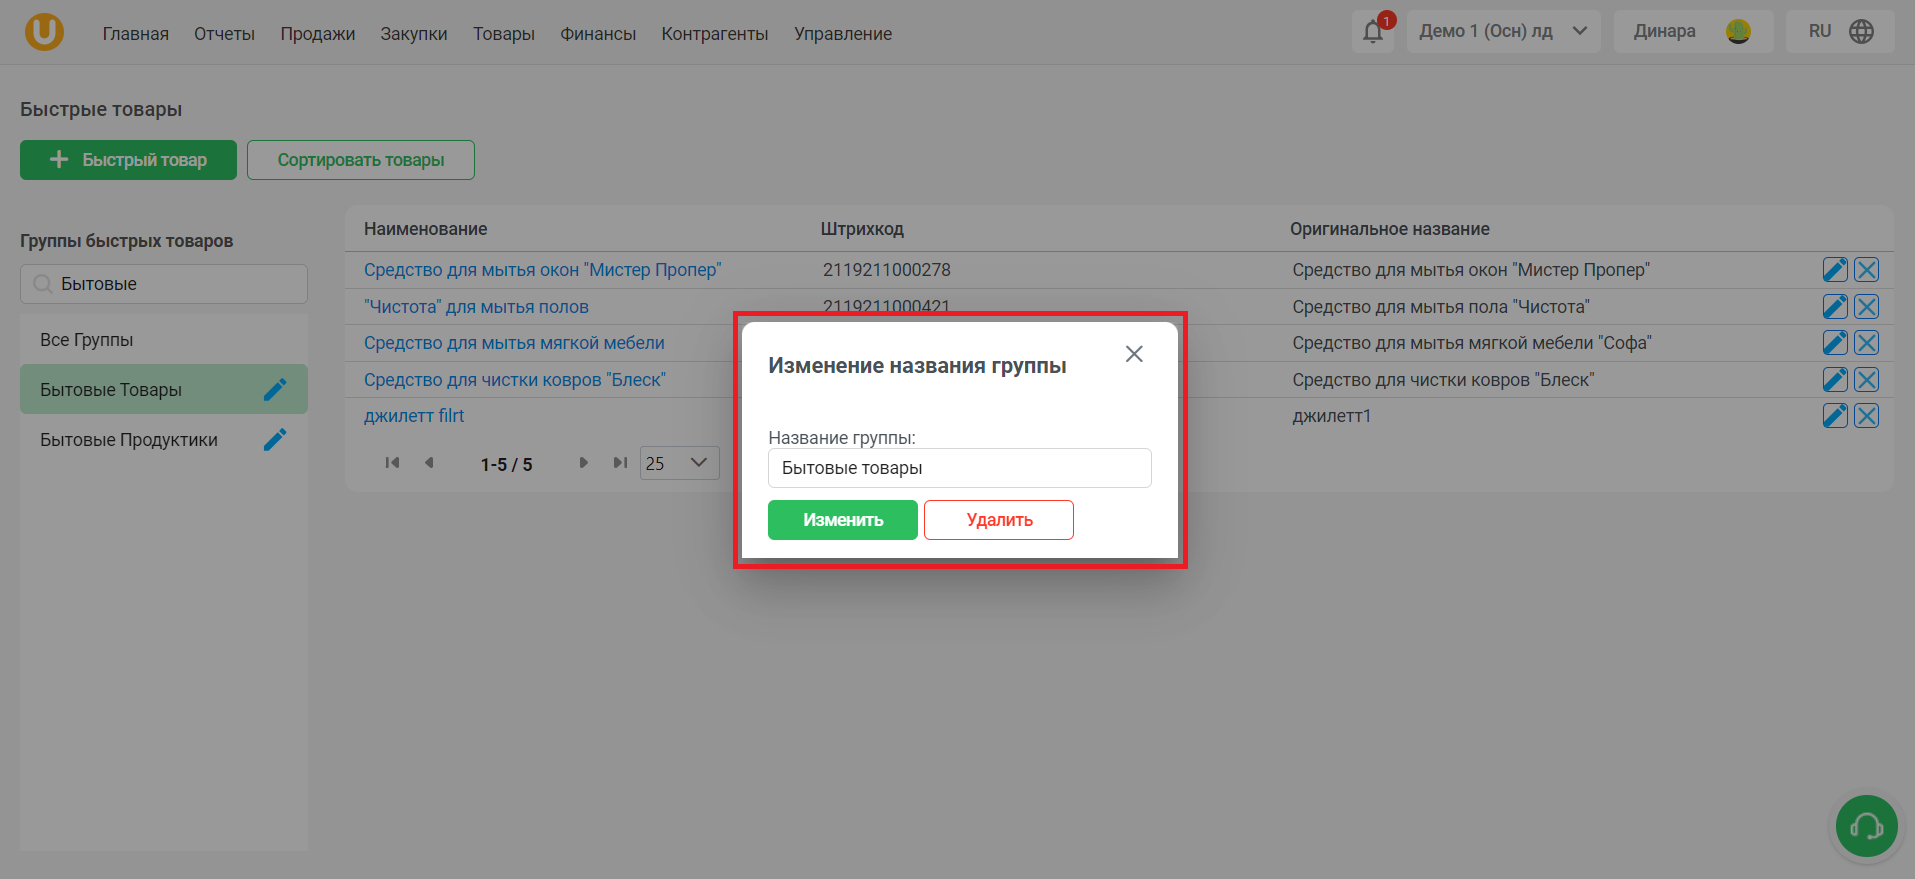 Главная Отчеты Продажи Закупки Товары Финансы Контрагенты Управление 1 Демо 1 (Осн) лд Динара RU
Быстрые товары
Быстрый товар Сортировать товары
Группы быстрых товаров
Бытовые
Все Группы
Бытовые Товары
Бытовые Продуктики
Наименование Штрихкод Оригинальное название
Средство для мытья окон "Мистер Пропер" 2119211000278 Средство для мытья окон "Мистер Пропер"
"Чистота" для мытья полов 2119211000421 Средство для мытья пола "Чистота"
Средство для мытья мягкой мебели Средство для мытья мягкой мебели "Софа"
Средство для чистки ковров "Блеск" Средство для чистки ковров "Блеск"
джилетт filrt джилетт1
1-5 / 5 25
Изменение названия группы
Название группы:
Бытовые товары
Изменить Удалить